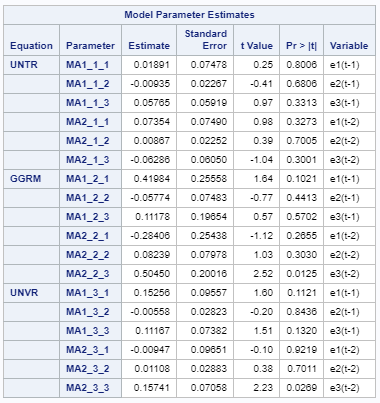 Model Parameter Estimates
Equation Parameter Estimate Standard Error t Value Pr > |t| Variable
UNTR MA1_1_1 0.01891 0.07478 0.25 0.8006 e1(t-1)
MA1_1_2 -0.00935 0.02267 -0.41 0.6806 e2(t-1)
MA1_1_3 0.05765 0.05919 0.97 0.3313 e3(t-1)
MA2_1_1 0.07354 0.07490 0.98 0.3273 e1(t-2)
MA2_1_2 0.00867 0.02252 0.39 0.7005 e2(t-2)
MA2_1_3 -0.06286 0.06050 -1.04 0.3001 e3(t-2)
GGRM MA1_2_1 0.41984 0.25558 1.64 0.1021 e1(t-1)
MA1_2_2 -0.05774 0.07483 -0.77 0.4413 e2(t-1)
MA1_2_3 0.11178 0.19654 0.57 0.5702 e3(t-1)
MA2_2_1 -0.28406 0.25438 -1.12 0.2655 e1(t-2)
MA2_2_2 0.08239 0.07978 1.03 0.3030 e2(t-2)
MA2_2_3 0.50450 0.20016 2.52 0.0125 e3(t-2)
UNVR MA1_3_1 0.15256 0.09557 1.60 0.1121 e1(t-1)
MA1_3_2 -0.00558 0.02823 -0.20 0.8436 e2(t-1)
MA1_3_3 0.11167 0.07382 1.51 0.1320 e3(t-1)
MA2_3_1 -0.00947 0.09651 -0.10 0.9219 e1(t-2)
MA2_3_2 0.01108 0.02883 0.38 0.7011 e2(t-2)
MA2_3_3 0.15741 0.07058 2.23 0.0269 e3(t-2)